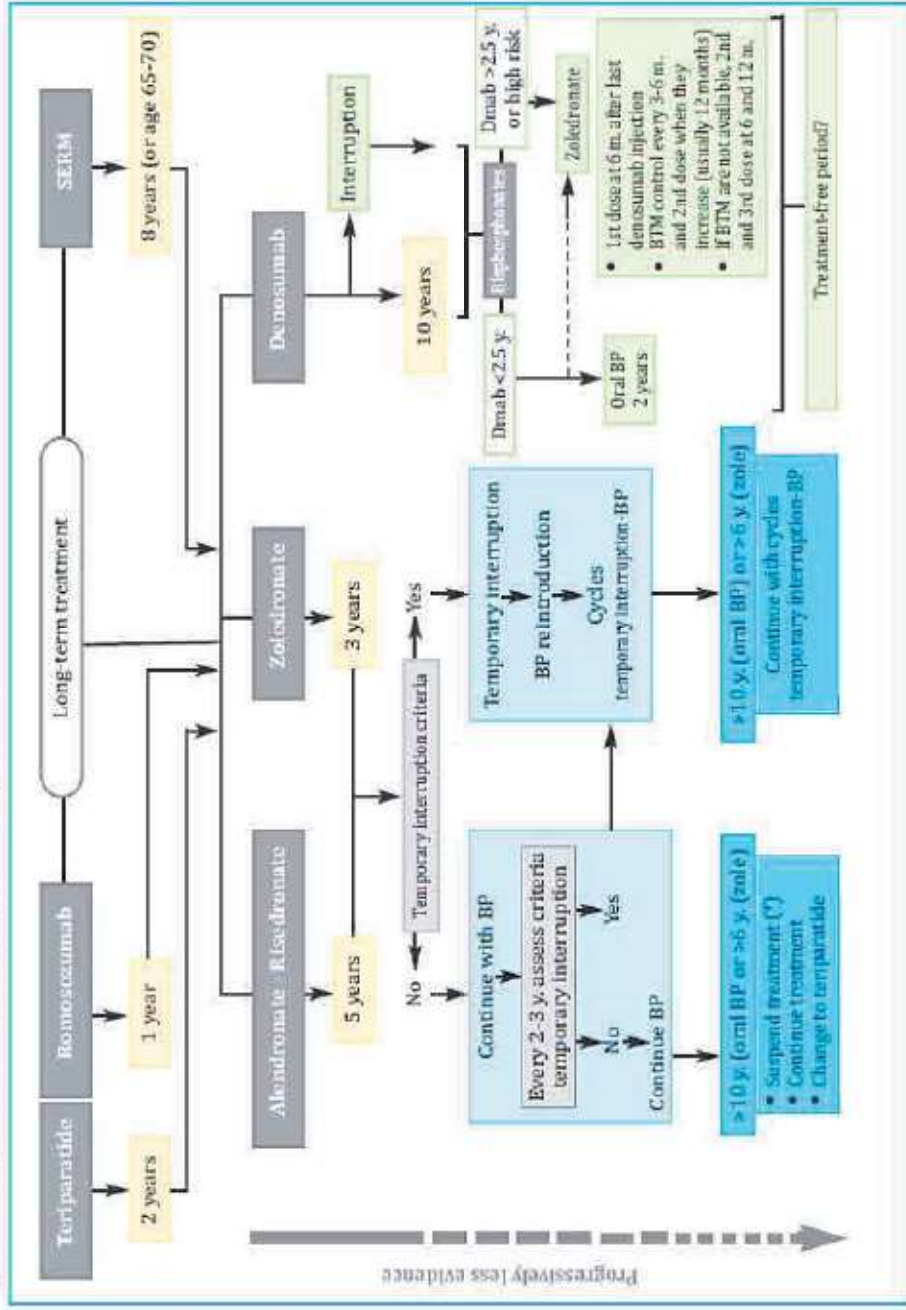 Long-term treatment
Teriparatide
Romosozumab
SERM
2 years
1 year
8 years (or age 65-70)
Alendronate - Risedronate
Zoledronate
Denosumab
5 years
3 years
10 years
Interruption
Temporary interruption criteria
No
Yes
Continue with BP
Every 2-3 y. assess criteria
temporary interruption
No
Yes
Continue BP
Temporary interruption
BP reintroduction
Cycles
temporary interruption-BP
Bisphosphonates
Dmab <2.5 y.
Dmab >2.5 y.
or high risk
Oral BP
2 years
Zoledronate
• 1st dose at 6 m. after last
denosumab injection
• BTM control every 3-6 m.
and 2nd dose when they
increase (usually 12 months)
• If BTM are not available, 2nd
and 3rd dose at 6 and 12 m.
>10 y. (oral BP or >6 y. (zole)
• Suspend treatment (*)
• Continue treatment
• Change to teriparatide
>10 y. (oral BP) or >6 y. (zole)
Continue with cycles
temporary interruption-BP
Treatment-free period?
Progressively less evidence